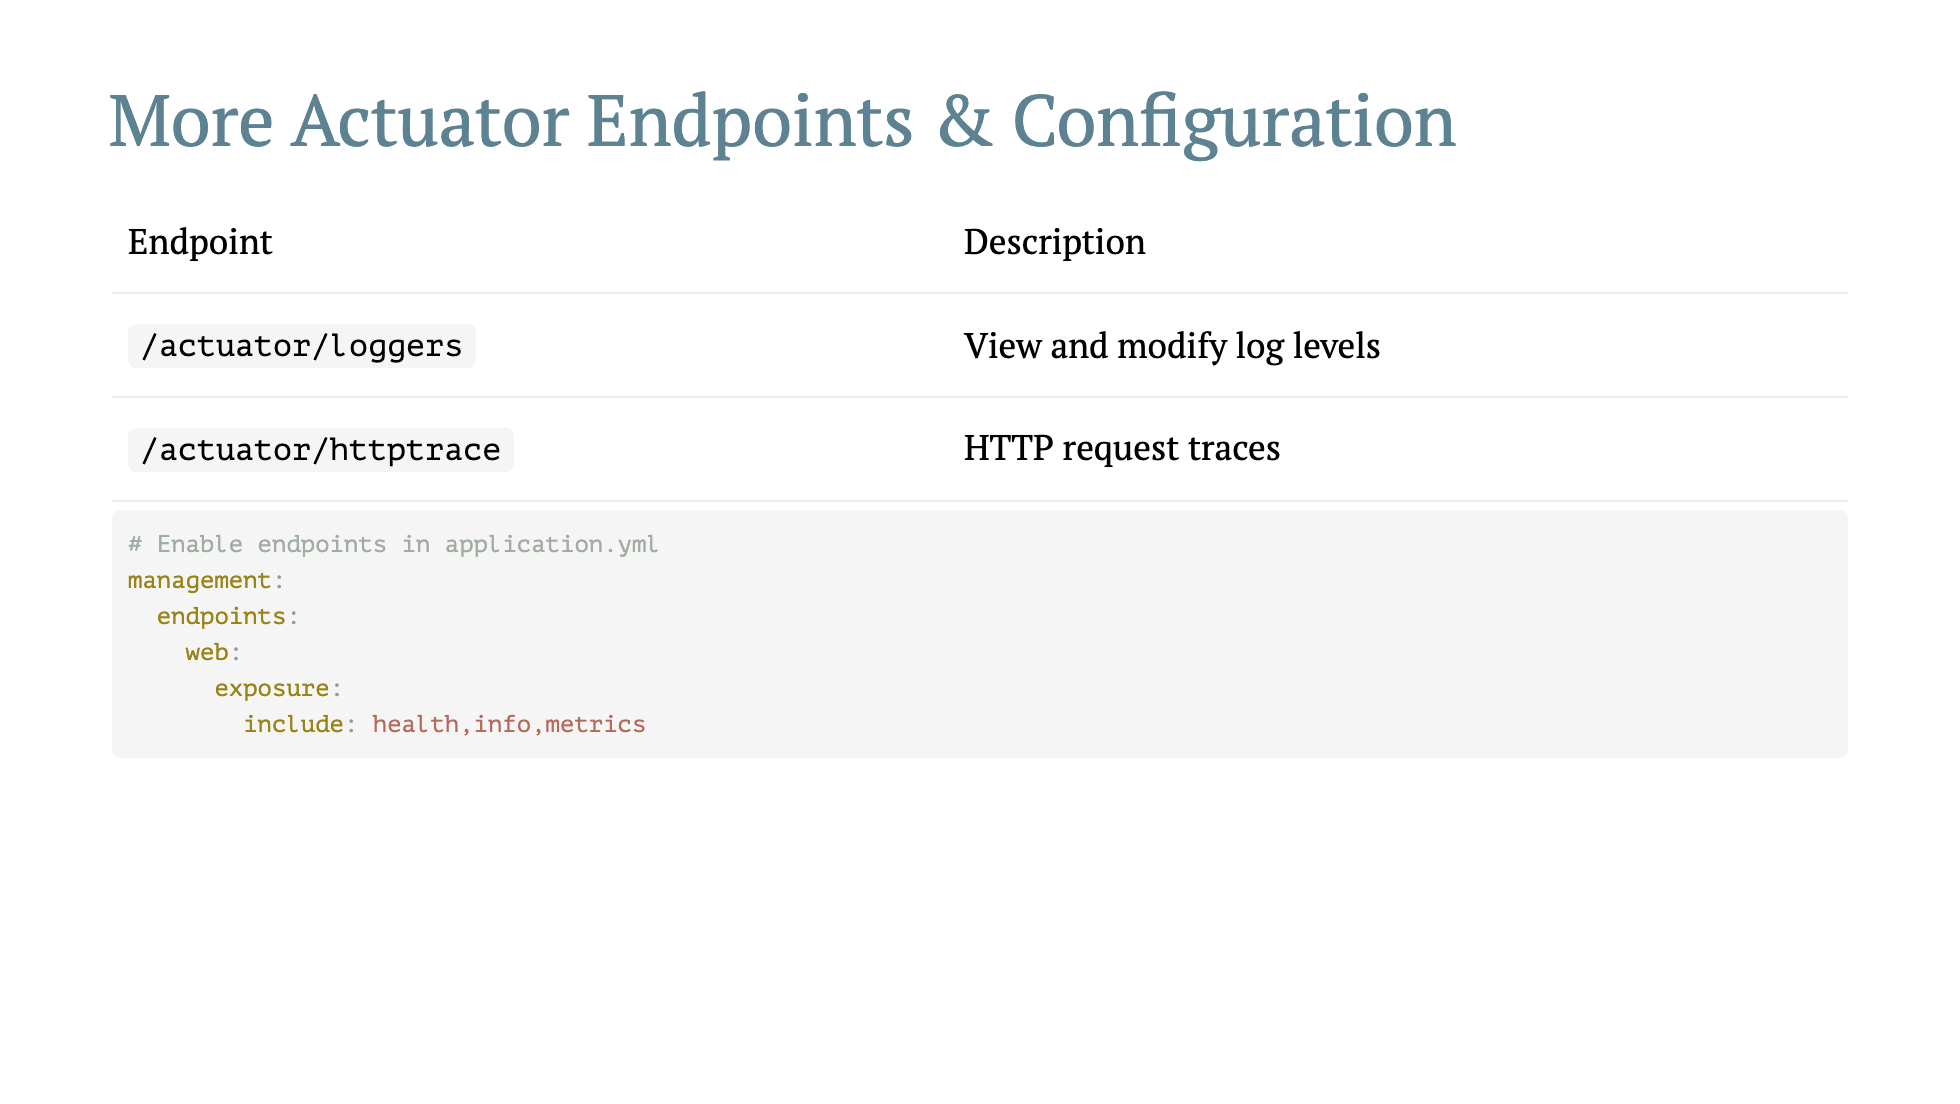 More Actuator Endpoints & Configuration
Endpoint Description
/actuator/loggers View and modify log levels
/actuator/httptrace HTTP request traces
# Enable endpoints in application.yml
management:
  endpoints:
    web:
      exposure:
        include: health,info,metrics